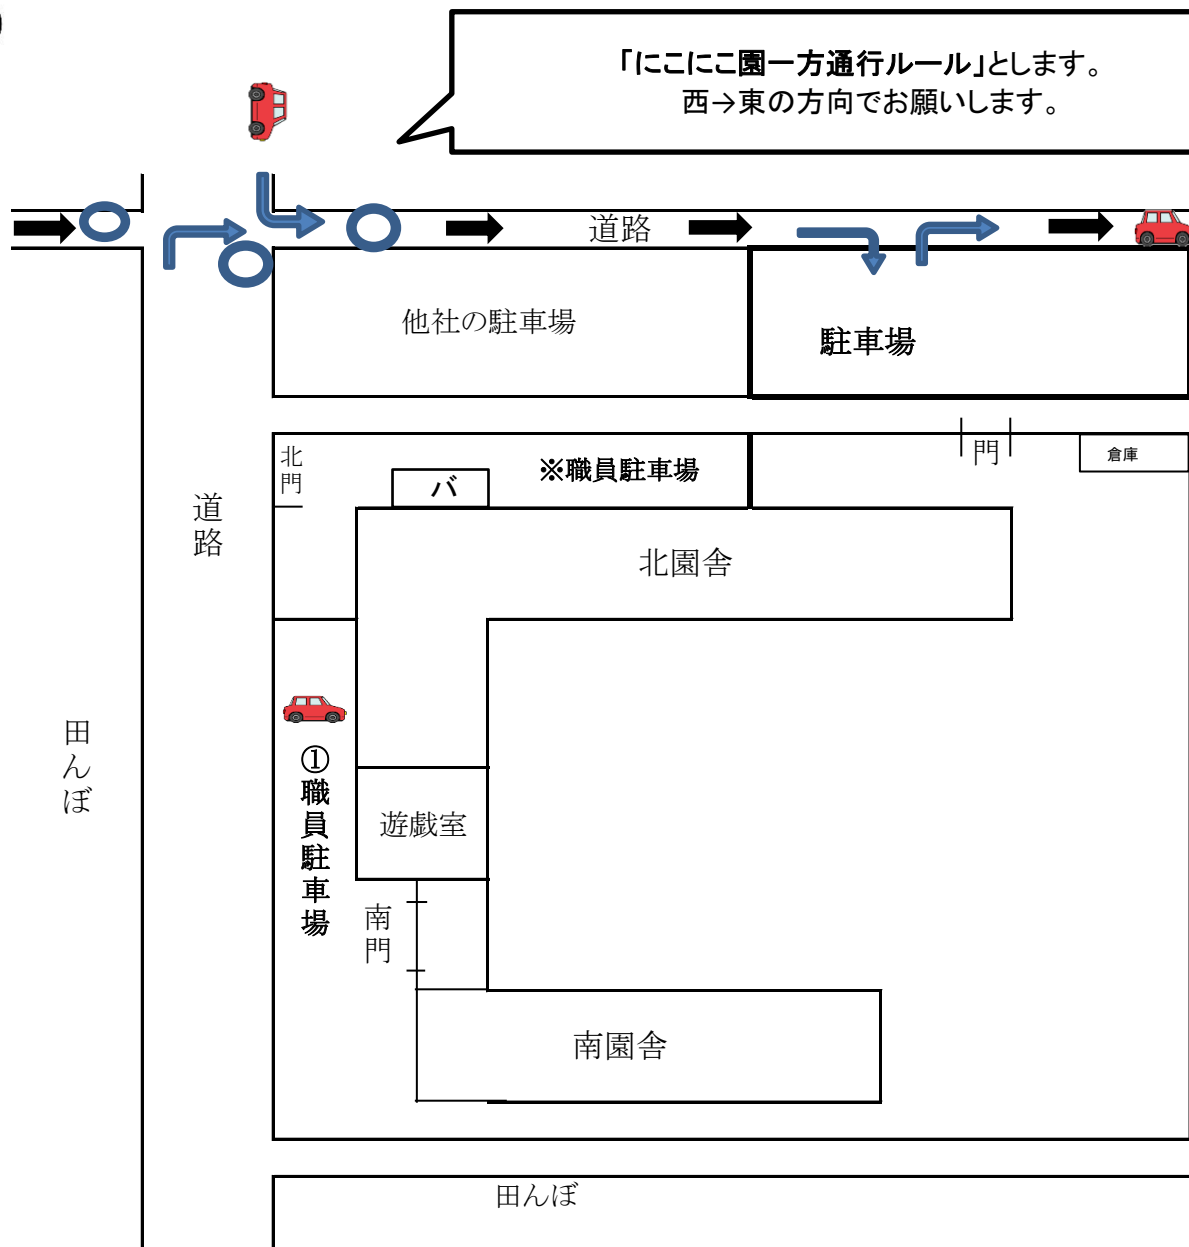 「にこにこ園一方通行ルール」とします。
西→東の方向でお願いします。
道路
他社の駐車場
駐車場
北門
バ
※職員駐車場
門
倉庫
道路
北園舎
田んぼ
①職員駐車場
遊戯室
南門
南園舎
田んぼ